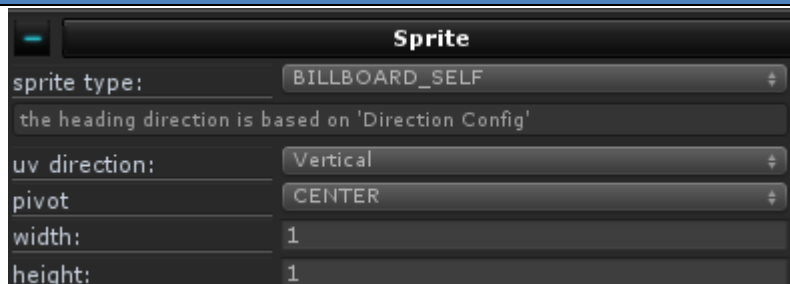 Sprite
sprite type: BILLBOARD_SELF
the heading direction is based on 'Direction Config'
uv direction: Vertical
pivot CENTER
width: 1
height: 1